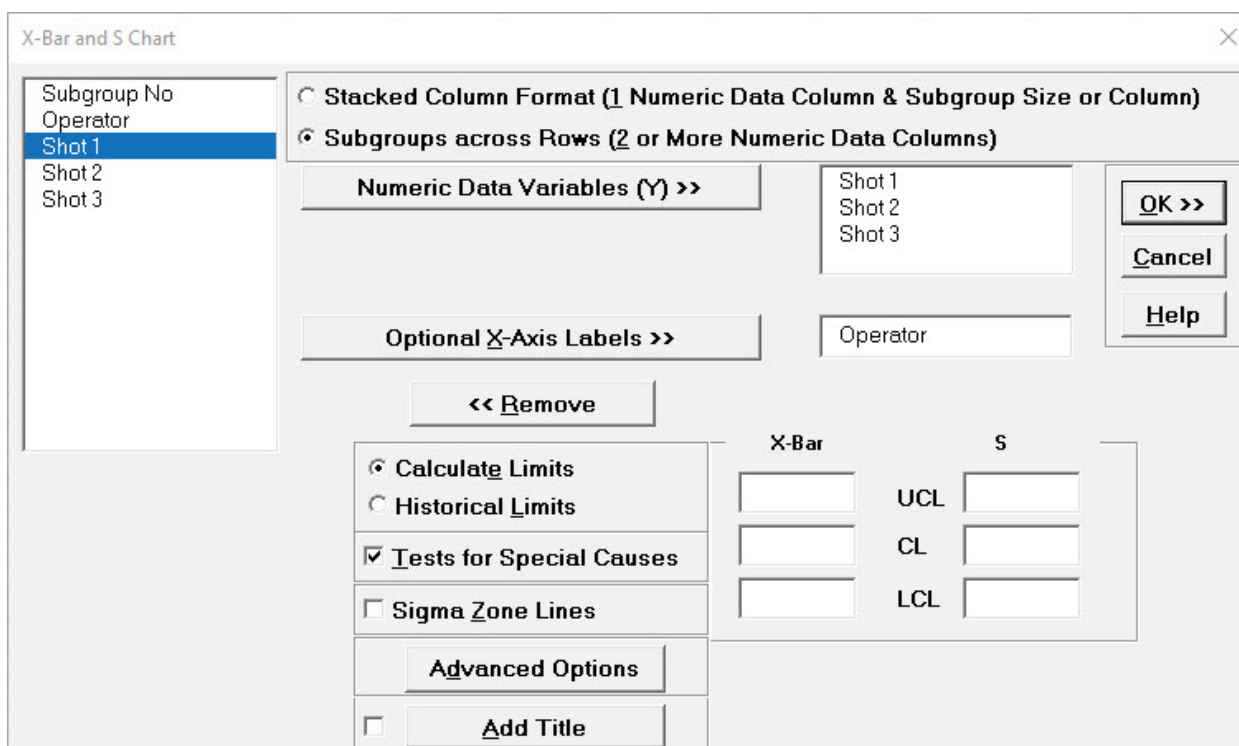 X-Bar and S Chart
Subgroup No
Operator
Shot 1
Shot 2
Shot 3
Stacked Column Format (1 Numeric Data Column & Subgroup Size or Column)
Subgroups across Rows (2 or More Numeric Data Columns)
Numeric Data Variables (Y) >>
Shot 1
Shot 2
Shot 3
OK >>
Cancel
Help
Optional X-Axis Labels >>
Operator
<< Remove
Calculate Limits
Historical Limits
Tests for Special Causes
Sigma Zone Lines
Advanced Options
Add Title
X-Bar
S
UCL
CL
LCL